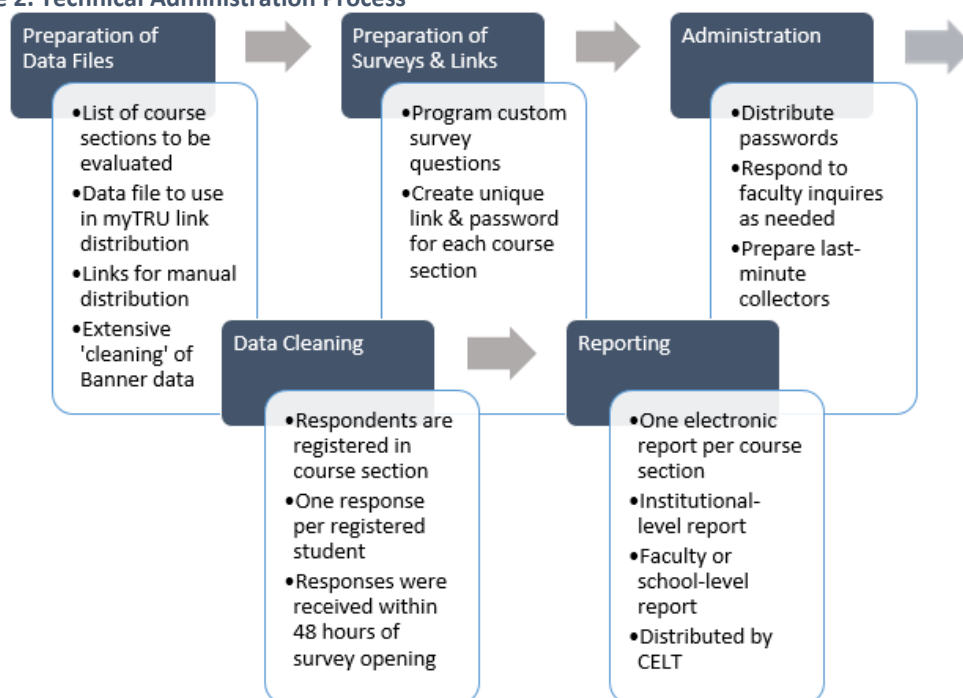 e 2. Technical Administration Process
Preparation of
Data Files
•List of course
sections to be
evaluated
•Data file to use
in myTRU link
distribution
•Links for manual
distribution
•Extensive
'cleaning' of
Banner data
Preparation of
Surveys & Links
•Program custom
survey
questions
•Create unique
link & password
for each course
section
Administration
•Distribute
passwords
•Respond to
faculty inquires
as needed
•Prepare last-
minute
collectors
Data Cleaning
•Respondents are
registered in
course section
•One response
per registered
student
•Responses were
received within
48 hours of
survey opening
Reporting
•One electronic
report per course
section
•Institutional-
level report
•Faculty or
school-level
report
•Distributed by
CELT